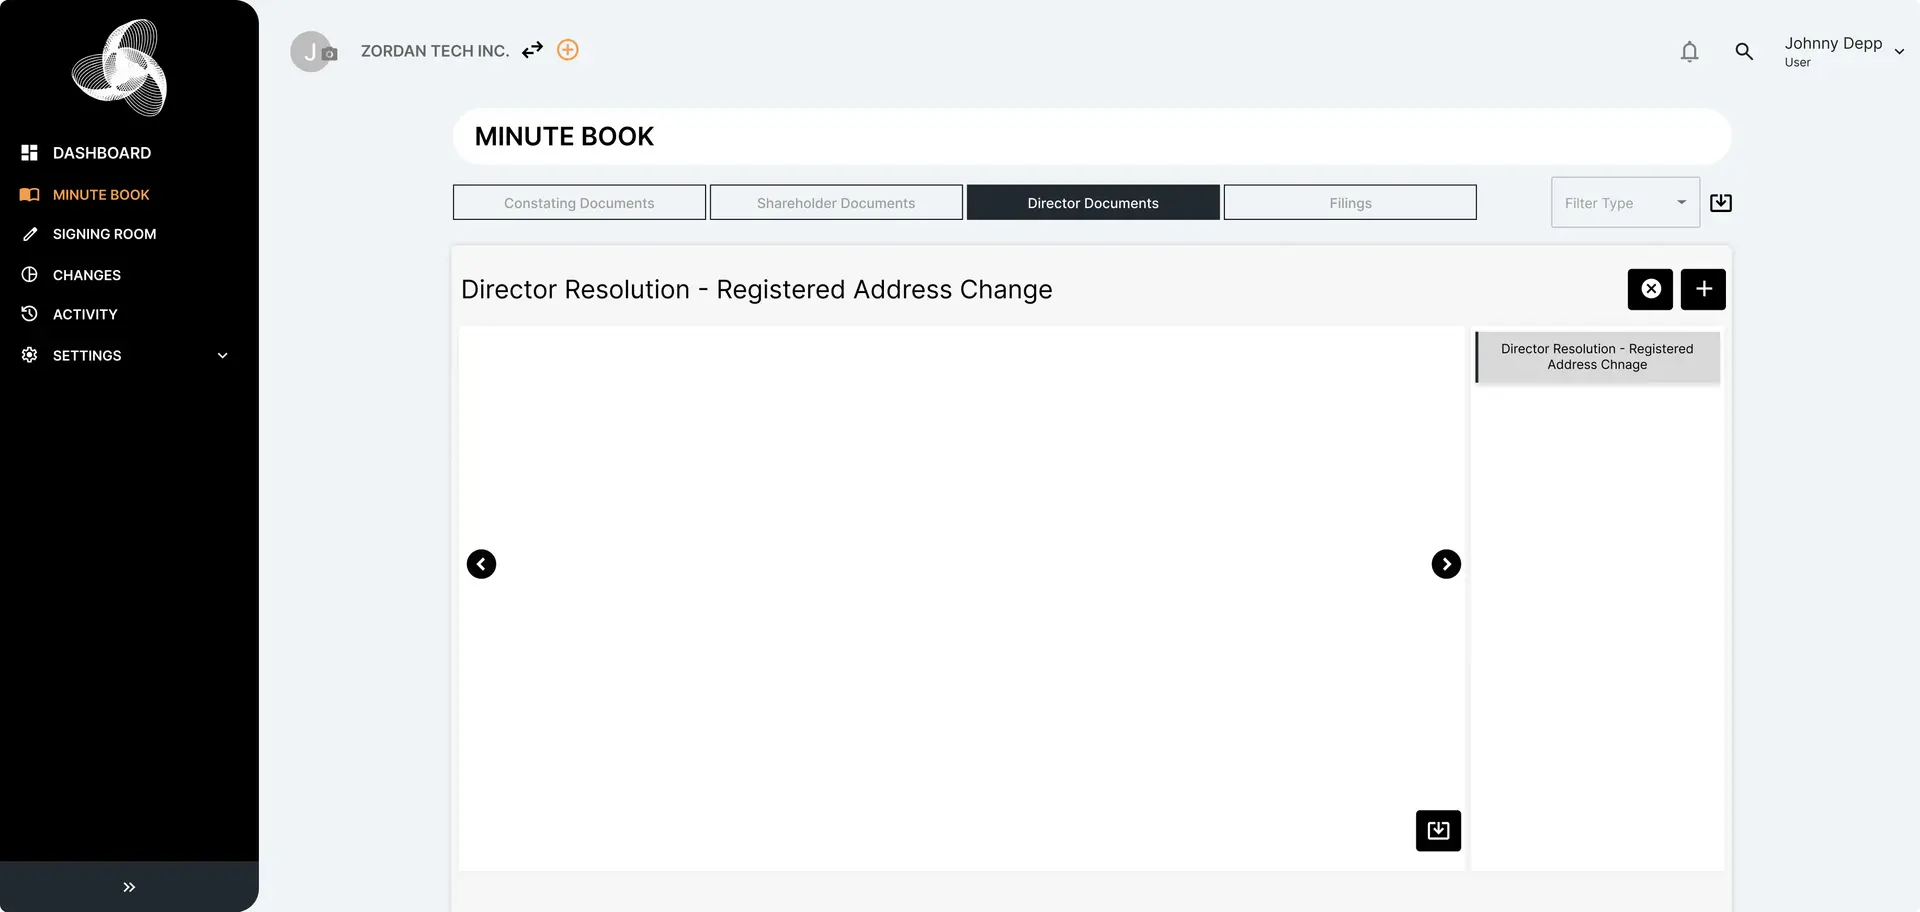 J
ZORDAN TECH INC.
Johnny Depp
User
DASHBOARD
MINUTE BOOK
SIGNING ROOM
CHANGES
ACTIVITY
SETTINGS
MINUTE BOOK
Constating Documents
Shareholder Documents
Director Documents
Filings
Filter Type
Director Resolution - Registered Address Change
Director Resolution - Registered
Address Chnage